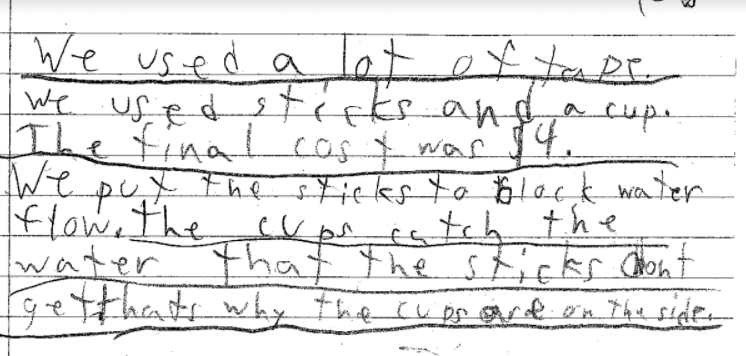 We used a lot of tape.
We used sticks and a cup.
The final cost was $4.
We put the sticks to block water
flow. the cups catch the
water that the sticks dont
get thats why the cups are on the side.